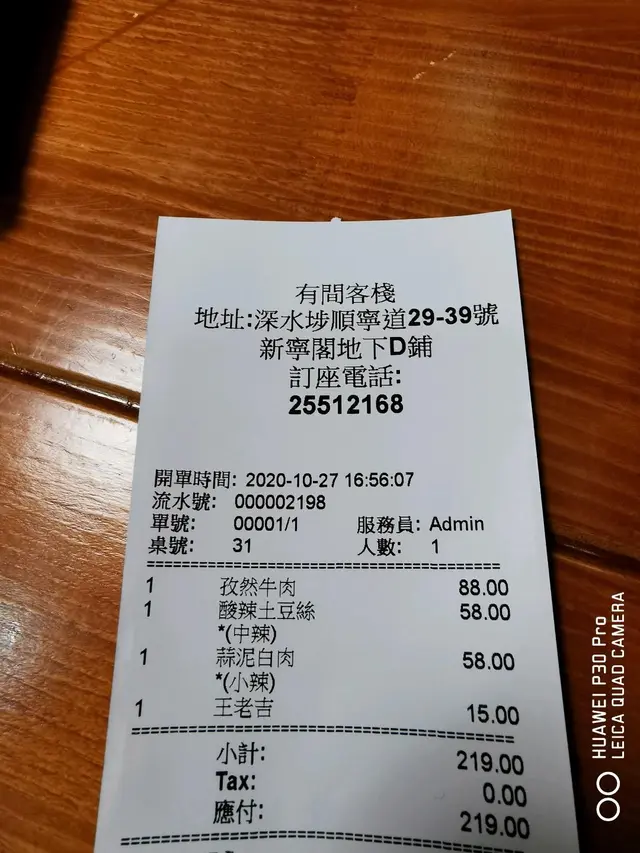 有間客棧
地址:深水埗順寧道29-39號
新寧閣地下D鋪
訂座電話:
25512168
開單時間: 2020-10-27 16:56:07
流水號: 000002198
單號: 00001/1 服務員: Admin
桌號: 31 人數: 1
1 孜然牛肉 88.00
1 酸辣土豆絲 58.00
*(中辣)
1 蒜泥白肉 58.00
*(小辣)
1 王老吉 15.00
小計: 219.00
Tax: 0.00
應付: 219.00
HUAWEI P30 Pro
LEICA QUAD CAMERA